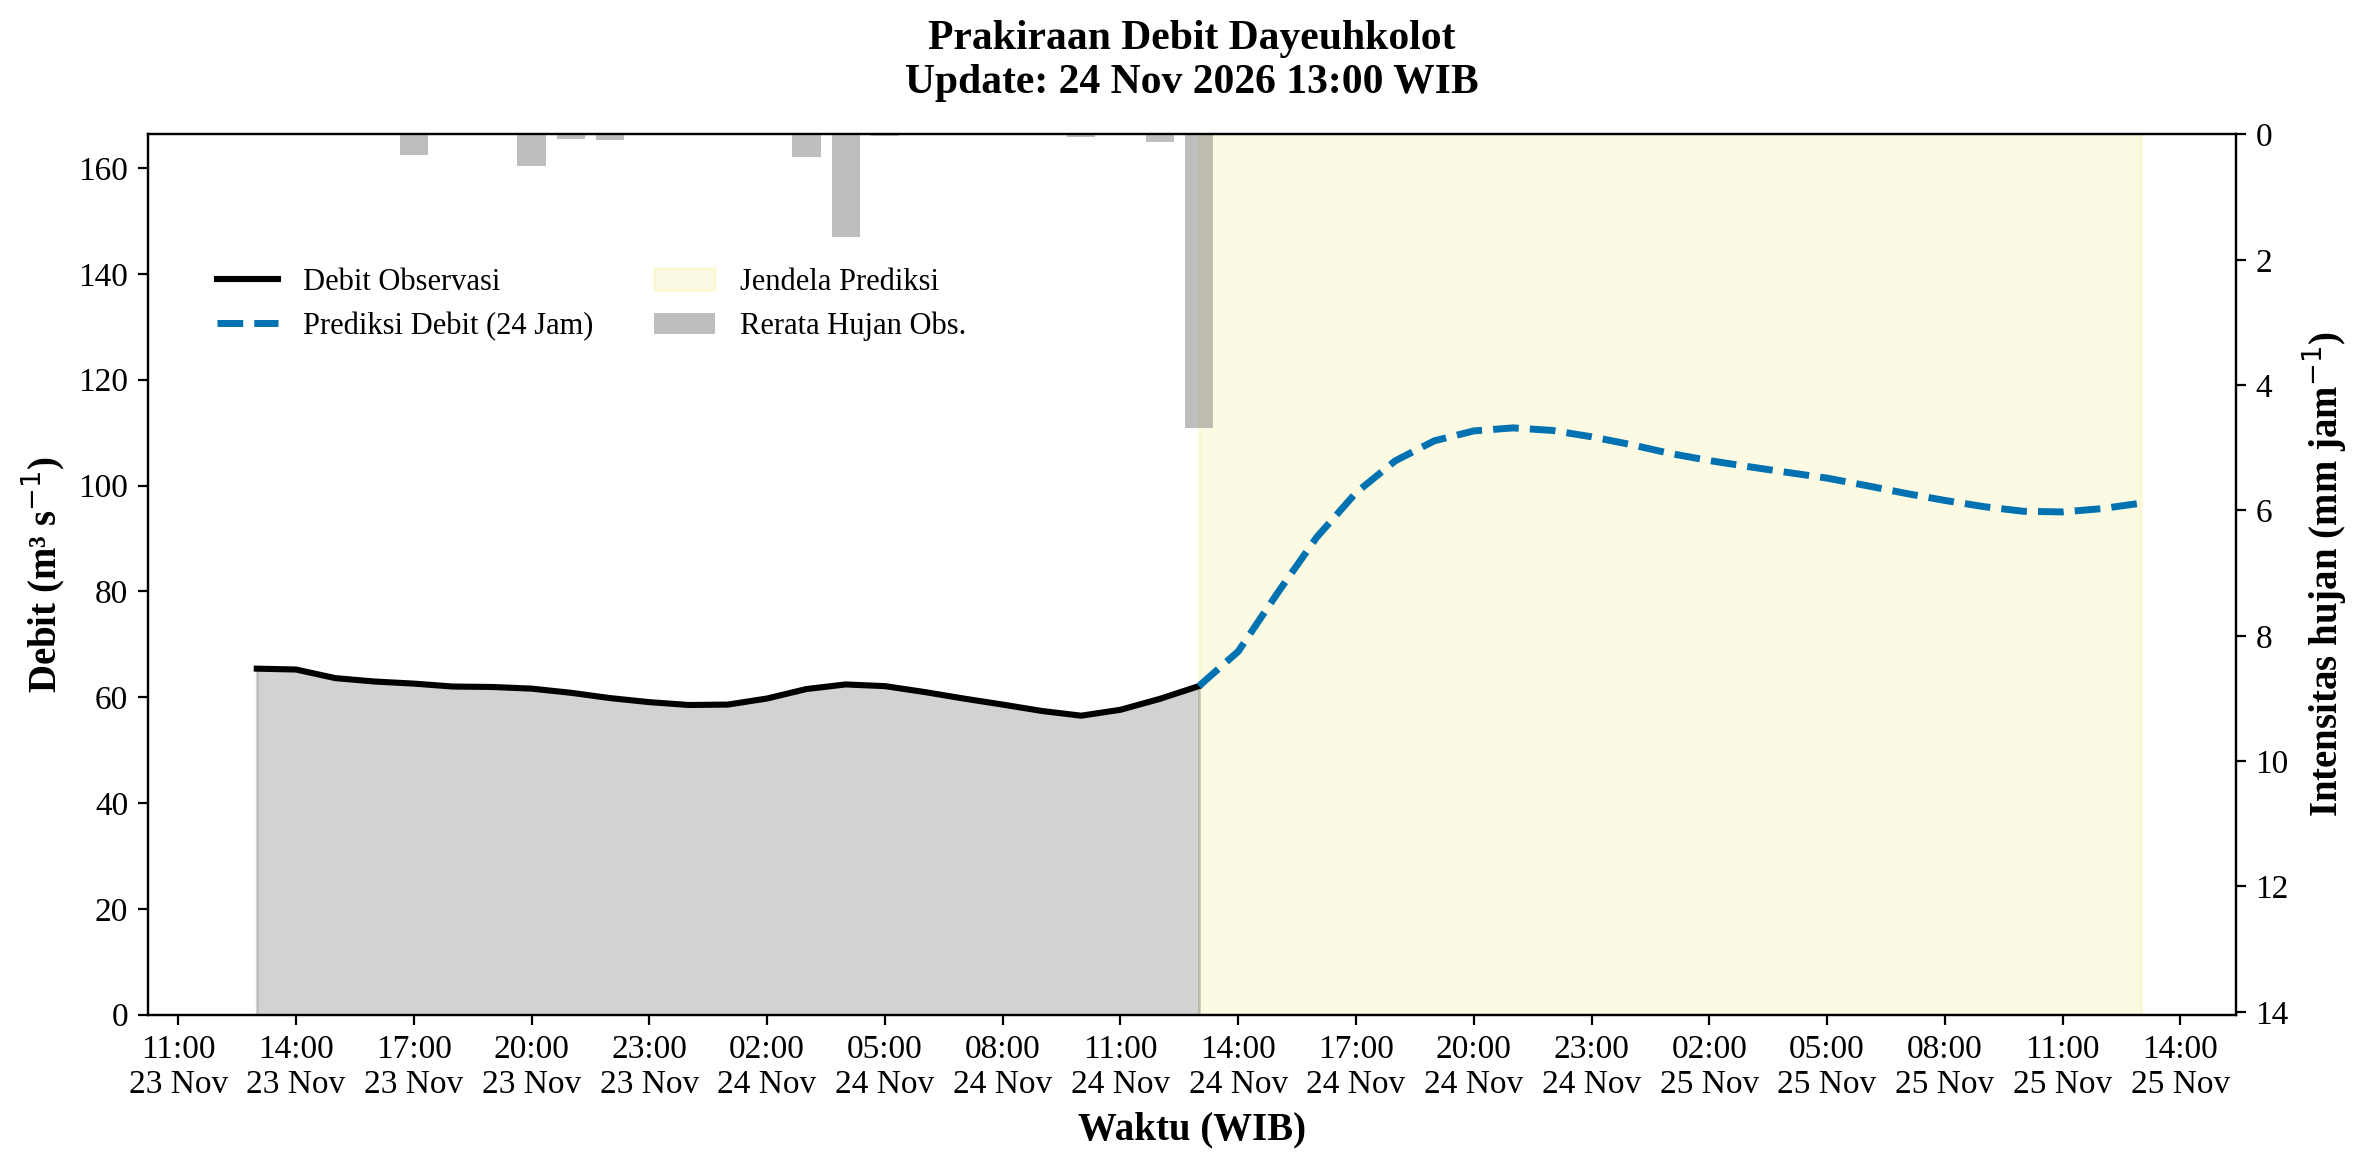 Prakiraan Debit Dayeuhkolot
Update: 24 Nov 2026 13:00 WIB
Debit (m³ s⁻¹)
160
140
120
100
80
60
40
20
0
Debit Observasi
Prediksi Debit (24 Jam)
Jendela Prediksi
Rerata Hujan Obs.
0
2
4
6
8
10
12
14
Intensitas hujan (mm jam⁻¹)
11:00 14:00 17:00 20:00 23:00 02:00 05:00 08:00 11:00 14:00 17:00 20:00 23:00 02:00 05:00 08:00 11:00 14:00
23 Nov 23 Nov 23 Nov 23 Nov 23 Nov 24 Nov 24 Nov 24 Nov 24 Nov 24 Nov 24 Nov 24 Nov 24 Nov 25 Nov 25 Nov 25 Nov 25 Nov 25 Nov
Waktu (WIB)